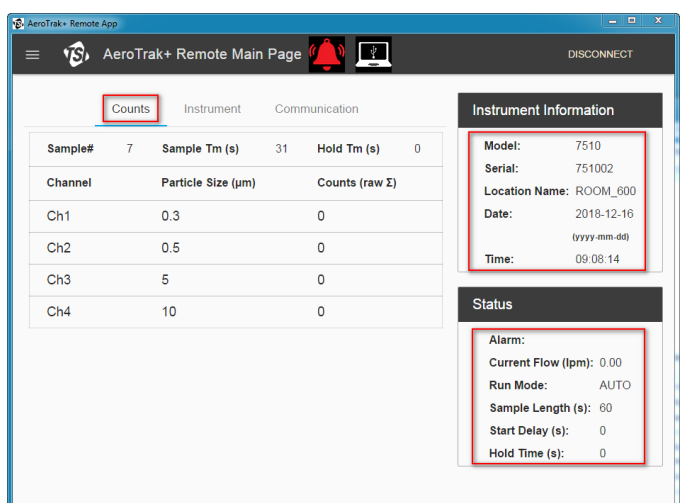 AeroTrak+ Remote App
TSI AeroTrak+ Remote Main Page DISCONNECT
Counts Instrument Communication
Sample# 7 Sample Tm (s) 31 Hold Tm (s) 0
Channel Particle Size (µm) Counts (raw Σ)
Ch1 0.3 0
Ch2 0.5 0
Ch3 5 0
Ch4 10 0
Instrument Information
Model: 7510
Serial: 751002
Location Name: ROOM_600
Date: 2018-12-16
(yyyy-mm-dd)
Time: 09:08:14
Status
Alarm:
Current Flow (lpm): 0.00
Run Mode: AUTO
Sample Length (s): 60
Start Delay (s): 0
Hold Time (s): 0